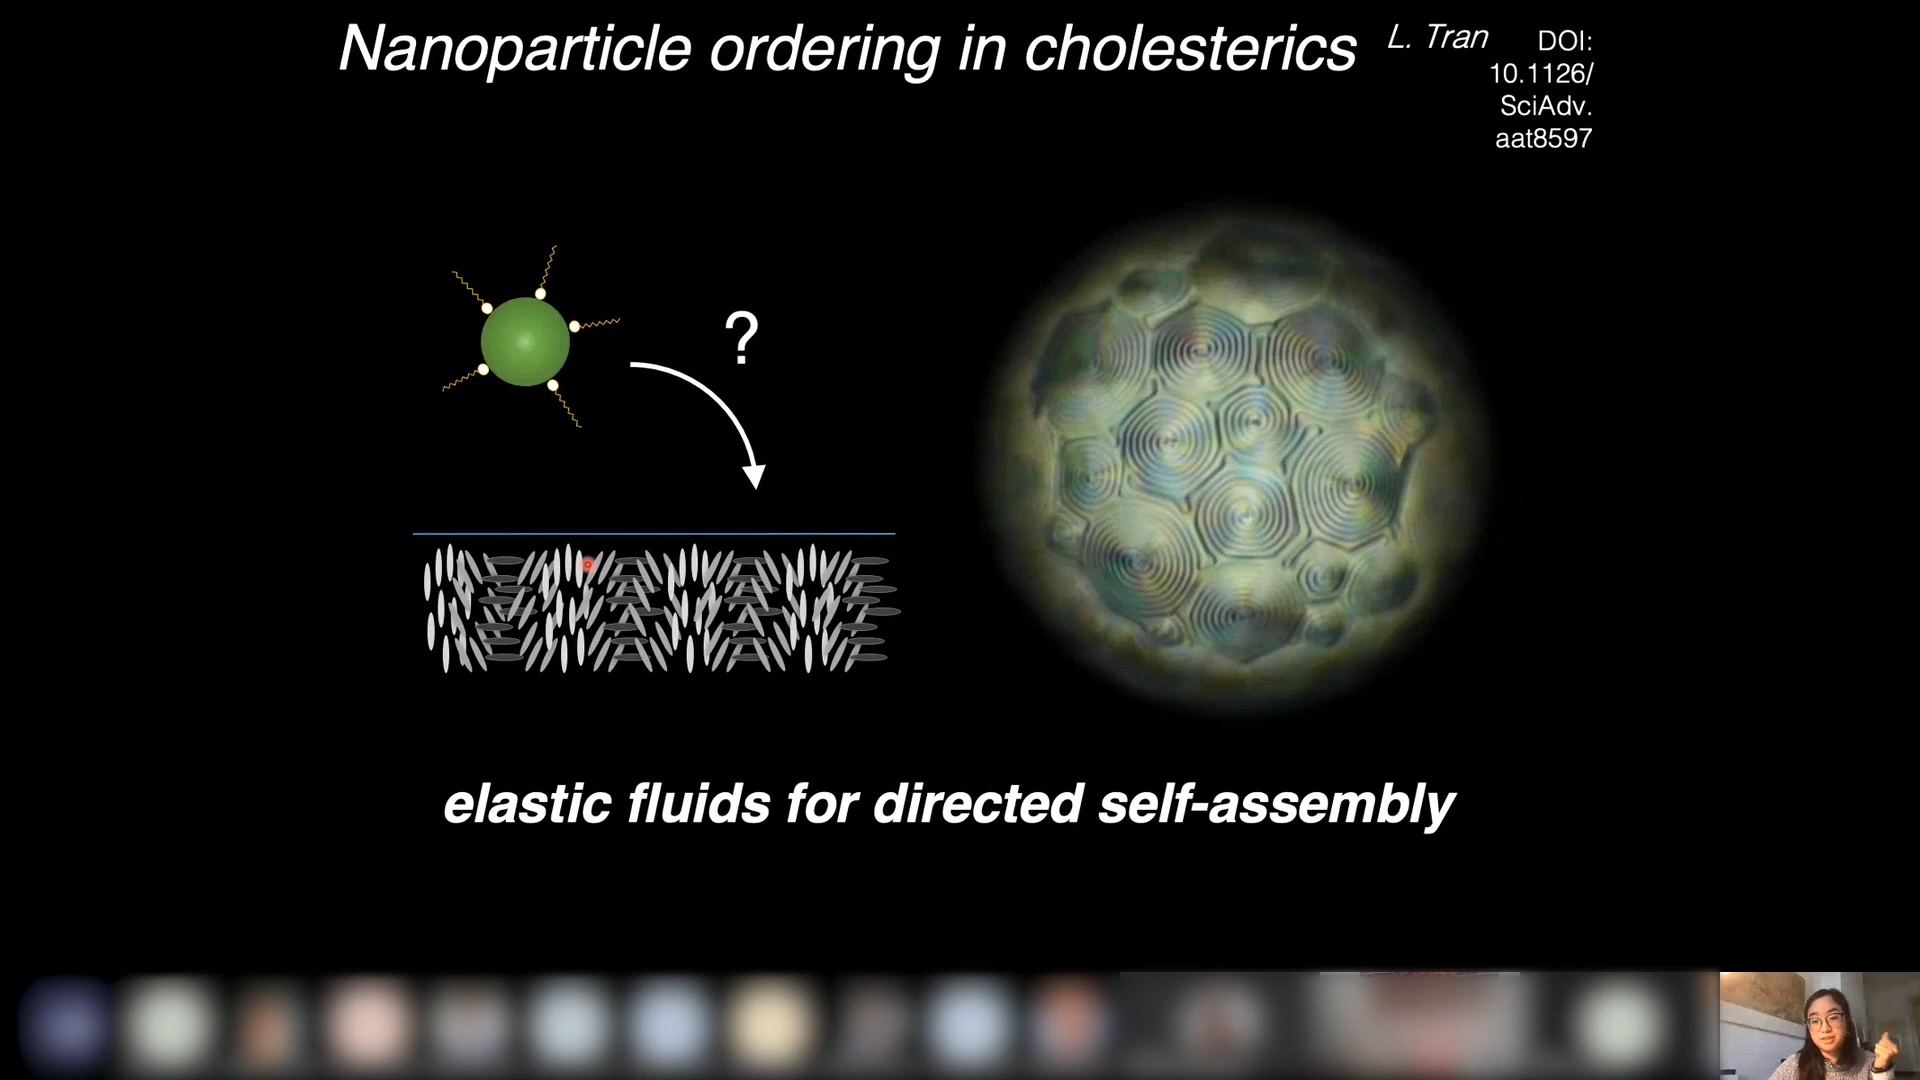 Nanoparticle ordering in cholesterics
L. Tran
DOI:
10.1126/
SciAdv.
aat8597
?
elastic fluids for directed self-assembly